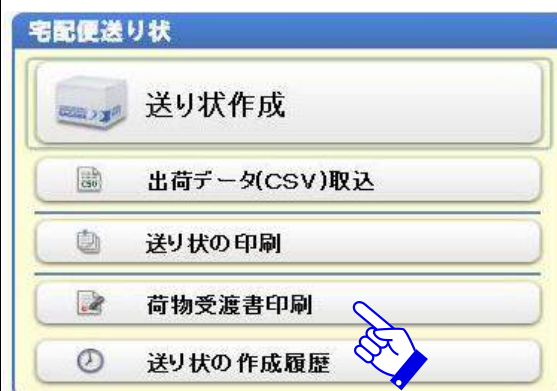 宅配便送り状
送り状作成
出荷データ(CSV)取込
送り状の印刷
荷物受渡書印刷
送り状の作成履歴